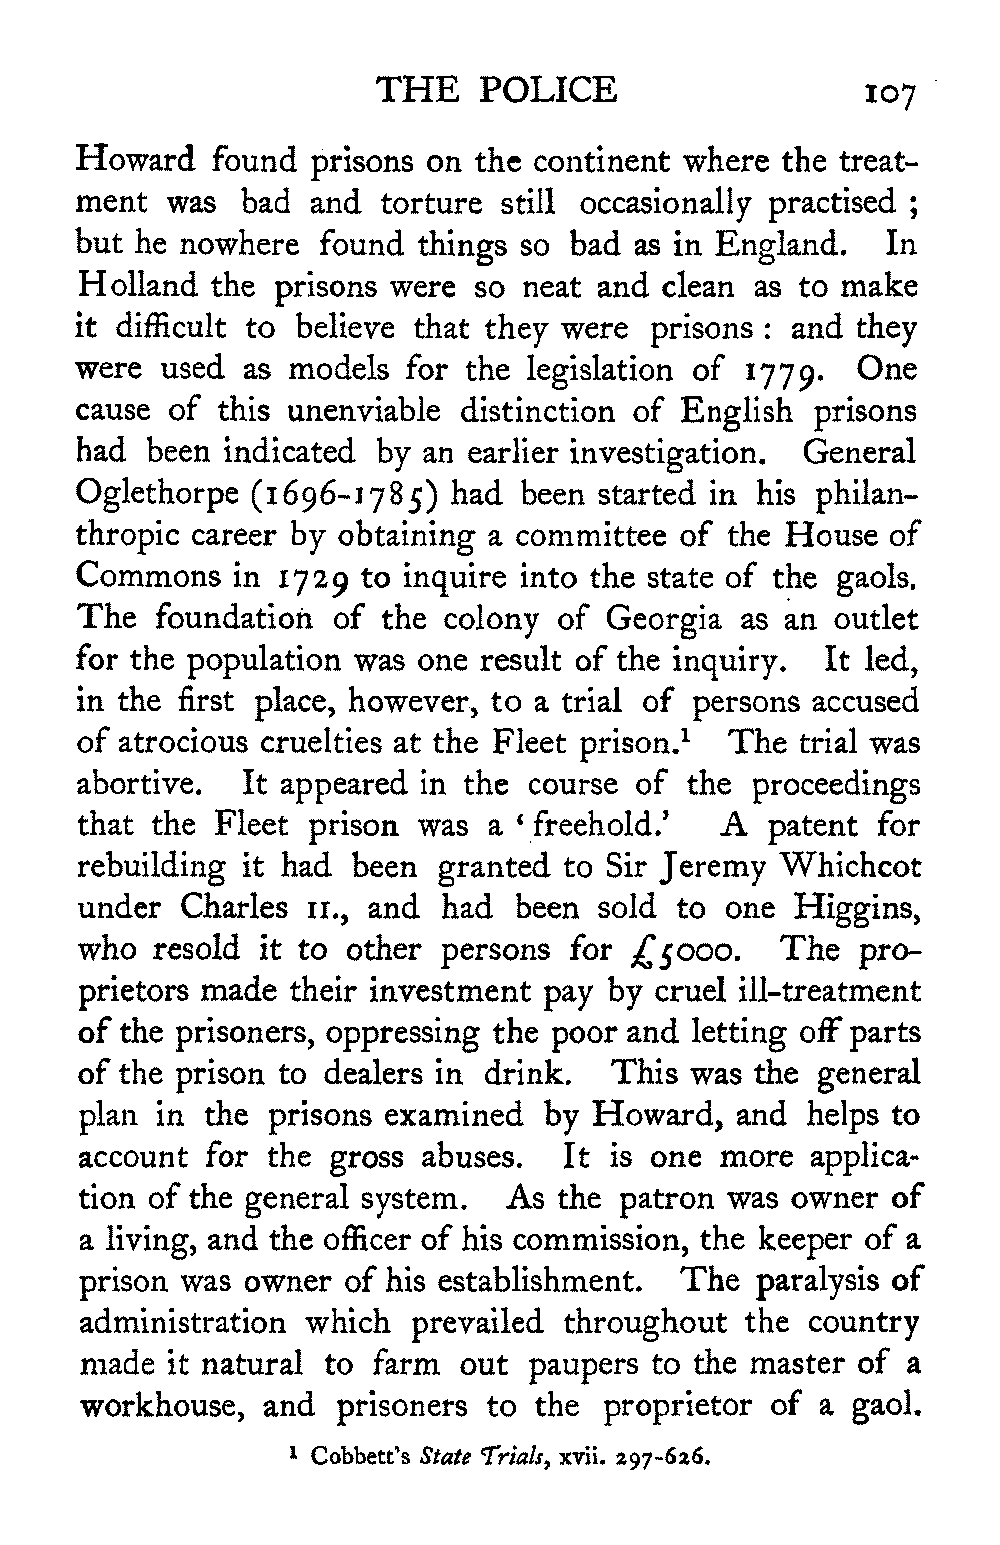 THE POLICE 107
Howard found prisons on the continent where the treat-
ment was bad and torture still occasionally practised ;
but he nowhere found things so bad as in England. In
Holland the prisons were so neat and clean as to make
it difficult to believe that they were prisons : and they
were used as models for the legislation of 1779. One
cause of this unenviable distinction of English prisons
had been indicated by an earlier investigation. General
Oglethorpe (1696-1785) had been started in his philan-
thropic career by obtaining a committee of the House of
Commons in 1729 to inquire into the state of the gaols.
The foundation of the colony of Georgia as an outlet
for the population was one result of the inquiry. It led,
in the first place, however, to a trial of persons accused
of atrocious cruelties at the Fleet prison.¹ The trial was
abortive. It appeared in the course of the proceedings
that the Fleet prison was a ‘ freehold.’ A patent for
rebuilding it had been granted to Sir Jeremy Whichcot
under Charles II., and had been sold to one Higgins,
who resold it to other persons for £5000. The pro-
prietors made their investment pay by cruel ill-treatment
of the prisoners, oppressing the poor and letting off parts
of the prison to dealers in drink. This was the general
plan in the prisons examined by Howard, and helps to
account for the gross abuses. It is one more applica-
tion of the general system. As the patron was owner of
a living, and the officer of his commission, the keeper of a
prison was owner of his establishment. The paralysis of
administration which prevailed throughout the country
made it natural to farm out paupers to the master of a
workhouse, and prisoners to the proprietor of a gaol.
¹ Cobbett's State Trials, xvii. 297-626.